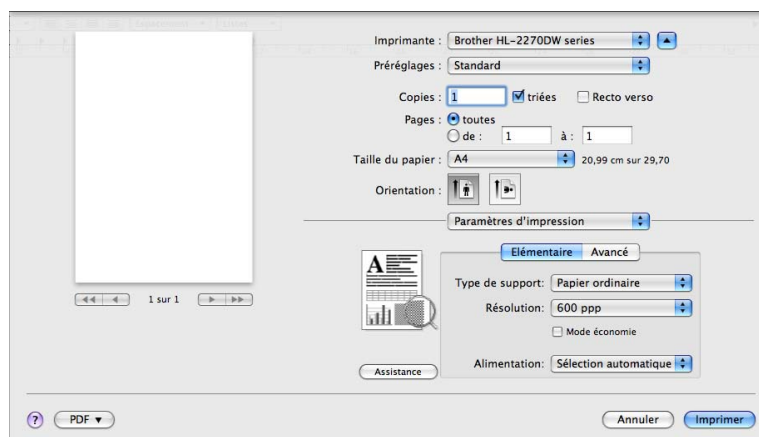 Imprimante : Brother HL-2270DW series
Préréglages : Standard
Copies : 1 triées Recto verso
Pages : toutes
de : 1 à : 1
Taille du papier : A4 20,99 cm sur 29,70
Orientation :
Paramètres d'impression
Elémentaire Avancé
Type de support: Papier ordinaire
Résolution: 600 ppp
Mode économie
Alimentation: Sélection automatique
A
Assistance
1 sur 1
? PDF Annuler Imprimer